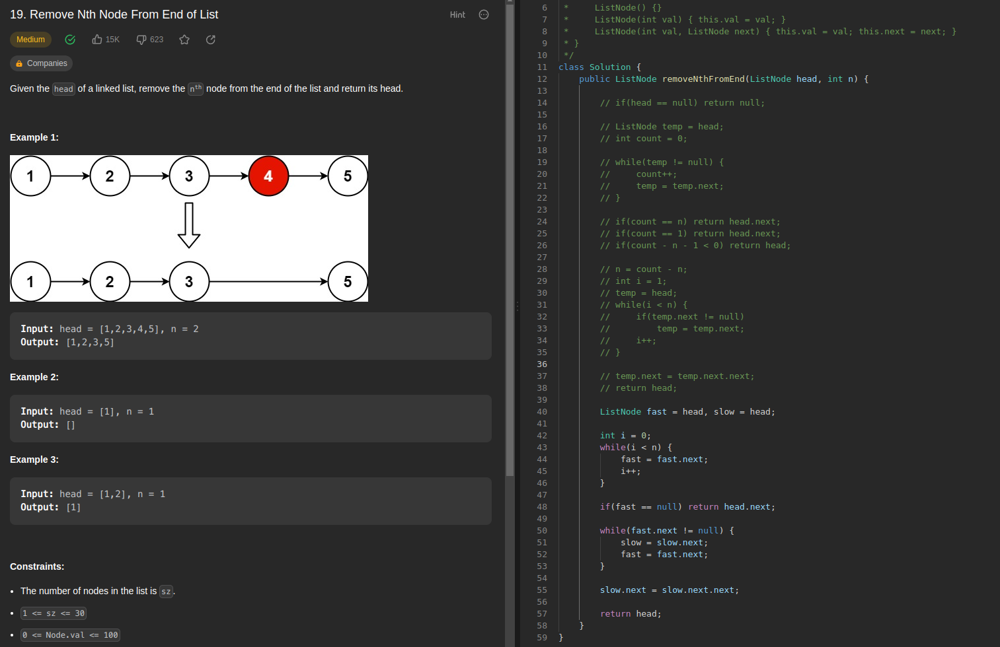 19. Remove Nth Node From End of List
Hint
Medium
15K
623
Companies
Given the head of a linked list, remove the nth node from the end of the list and return its head.
Example 1:
1 2 3 4 5
1 2 3 5
Input: head = [1,2,3,4,5], n = 2
Output: [1,2,3,5]
Example 2:
Input: head = [1], n = 1
Output: []
Example 3:
Input: head = [1,2], n = 1
Output: [1]
Constraints:
• The number of nodes in the list is sz.
• 1 <= sz <= 30
• 0 <= Node.val <= 100
6 *     ListNode() {}
7 *     ListNode(int val) { this.val = val; }
8 *     ListNode(int val, ListNode next) { this.val = val; this.next = next; }
9 * }
10 */
11 class Solution {
12     public ListNode removeNthFromEnd(ListNode head, int n) {
13
14         // if(head == null) return null;
15
16         // ListNode temp = head;
17         // int count = 0;
18
19         // while(temp != null) {
20         //     count++;
21         //     temp = temp.next;
22         // }
23
24         // if(count == n) return head.next;
25         // if(count == 1) return head.next;
26         // if(count - n - 1 < 0) return head;
27
28         // n = count - n;
29         // int i = 1;
30         // temp = head;
31         // while(i < n) {
32         //     if(temp.next != null)
33         //         temp = temp.next;
34         //     i++;
35         // }
36
37         // temp.next = temp.next.next;
38         // return head;
39
40         ListNode fast = head, slow = head;
41
42         int i = 0;
43         while(i < n) {
44             fast = fast.next;
45             i++;
46         }
47
48         if(fast == null) return head.next;
49
50         while(fast.next != null) {
51             slow = slow.next;
52             fast = fast.next;
53         }
54
55         slow.next = slow.next.next;
56
57         return head;
58     }
59 }